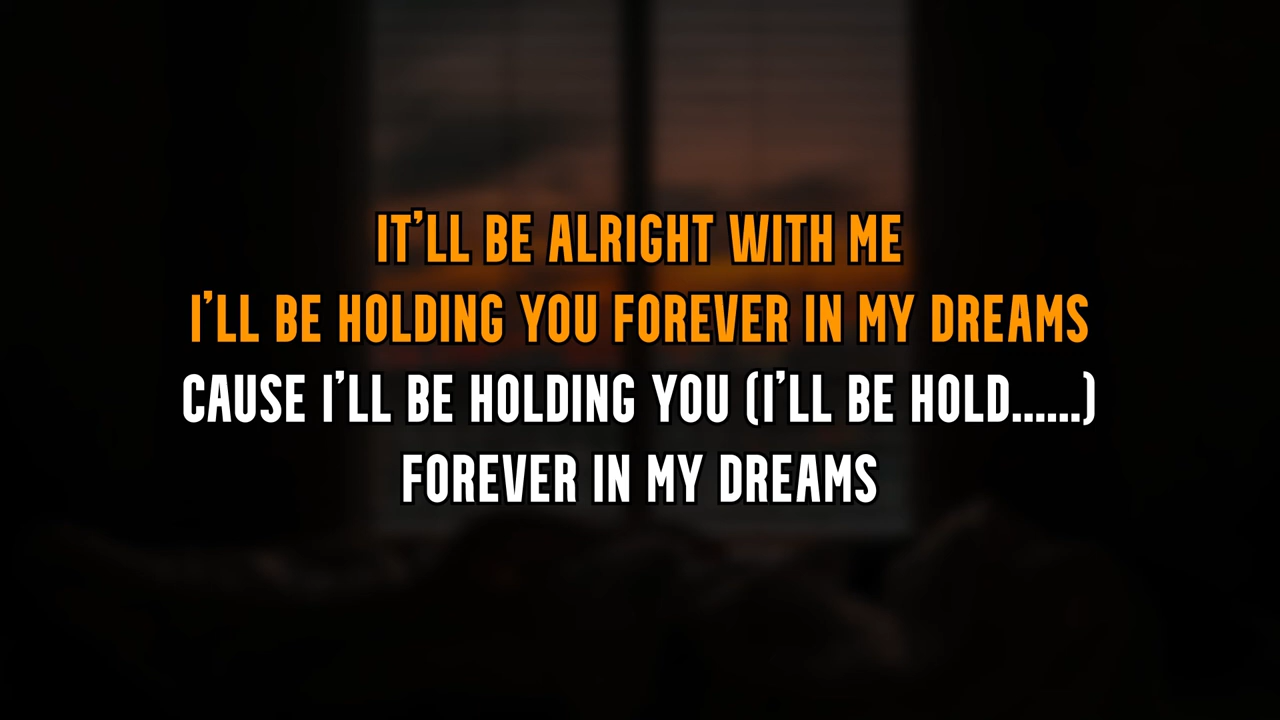 IT'LL BE ALRIGHT WITH ME
I'LL BE HOLDING YOU FOREVER IN MY DREAMS
CAUSE I'LL BE HOLDING YOU (I'LL BE HOLD......)
FOREVER IN MY DREAMS